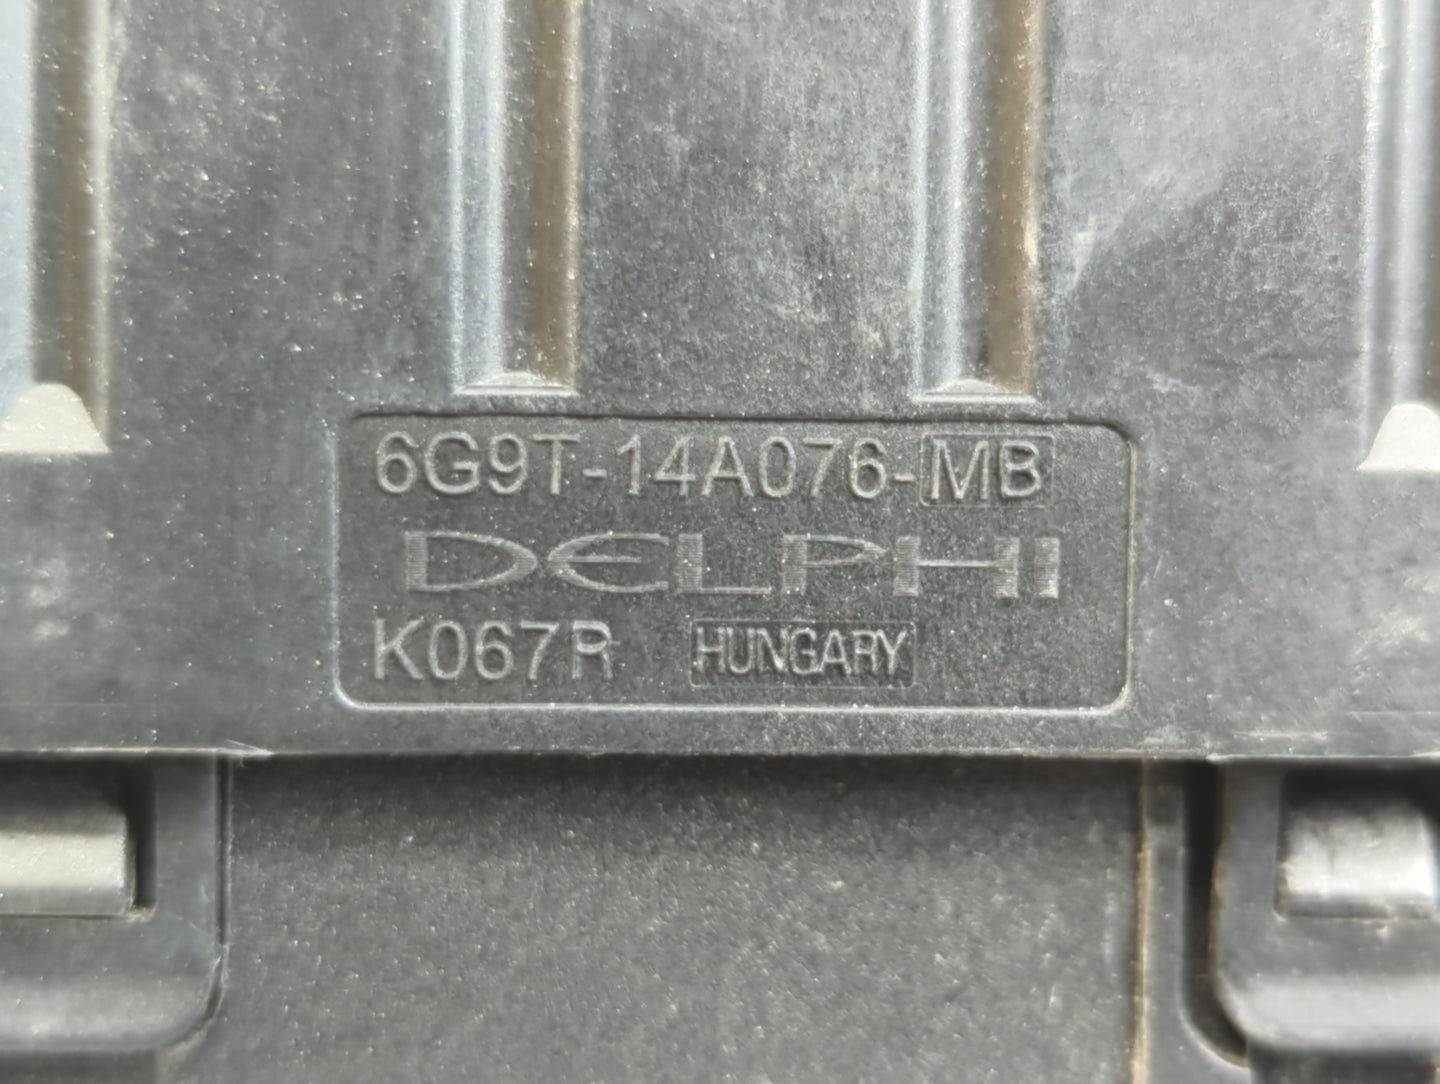 6G9T-14A076-MB
DELPHI
K067R HUNGARY